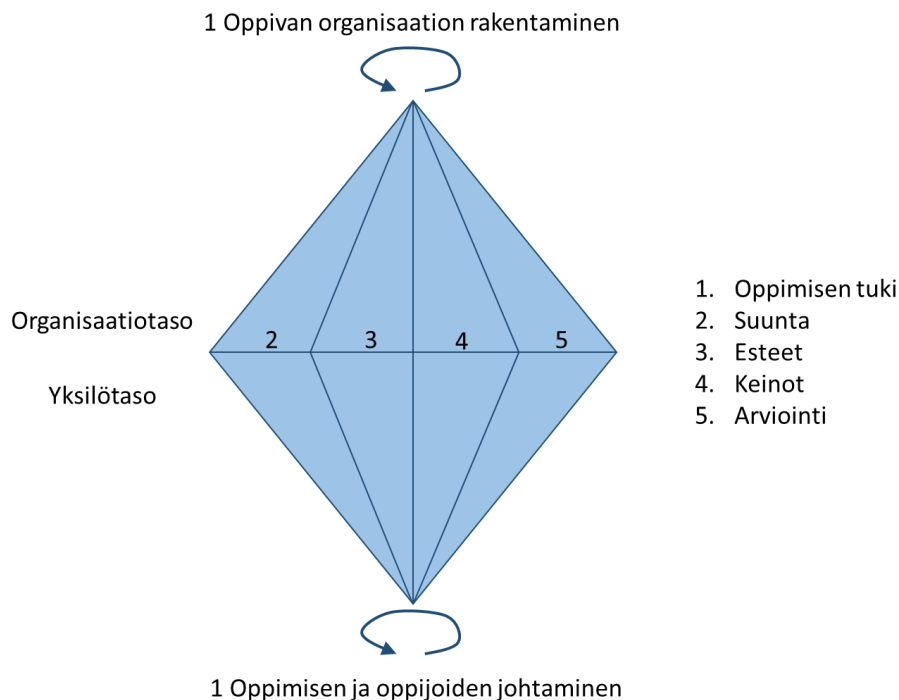 1 Oppivan organisaation rakentaminen
Organisaatiotaso
Yksilötaso
2 3 4 5
1. Oppimisen tuki
2. Suunta
3. Esteet
4. Keinot
5. Arviointi
1 Oppimisen ja oppijoiden johtaminen